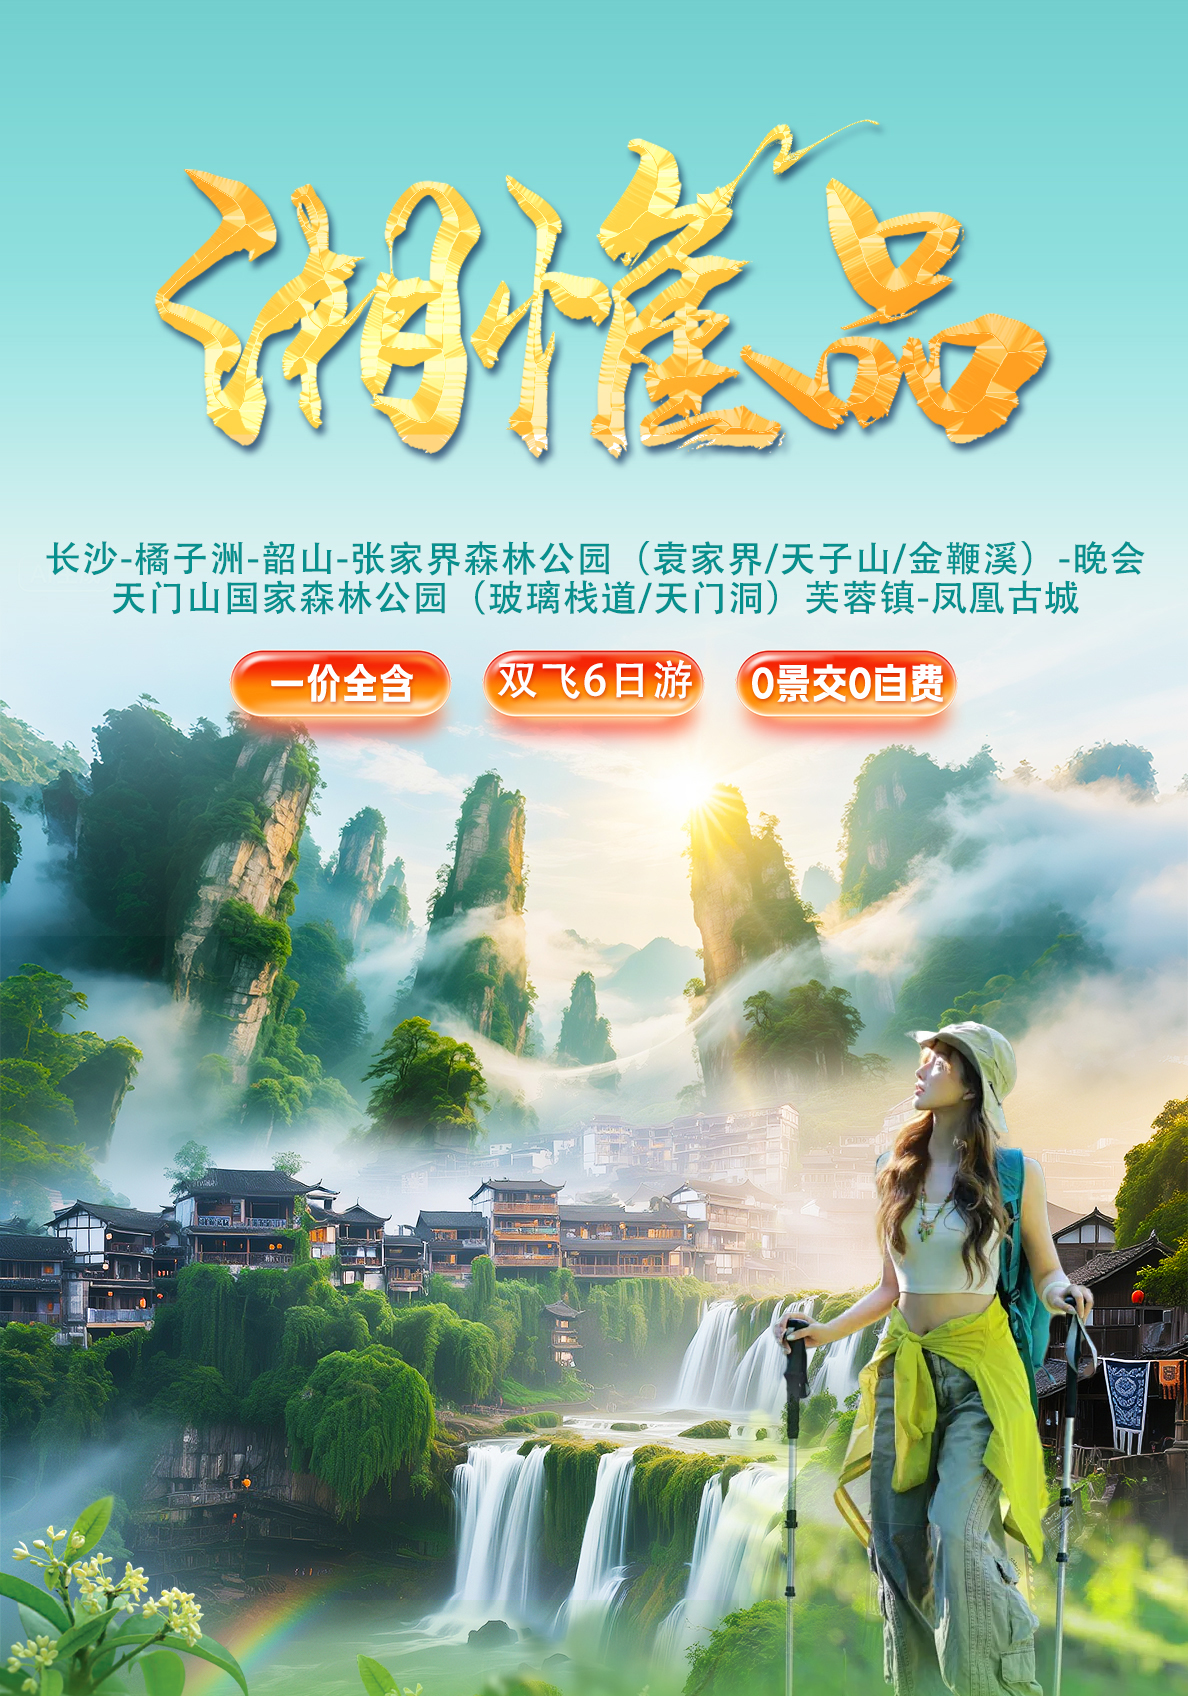 湘惟品
长沙-橘子洲-韶山-张家界森林公园（袁家界/天子山/金鞭溪）-晚会
天门山国家森林公园（玻璃栈道/天门洞）芙蓉镇-凤凰古城
一价全含
双飞6日游
0景交0自费